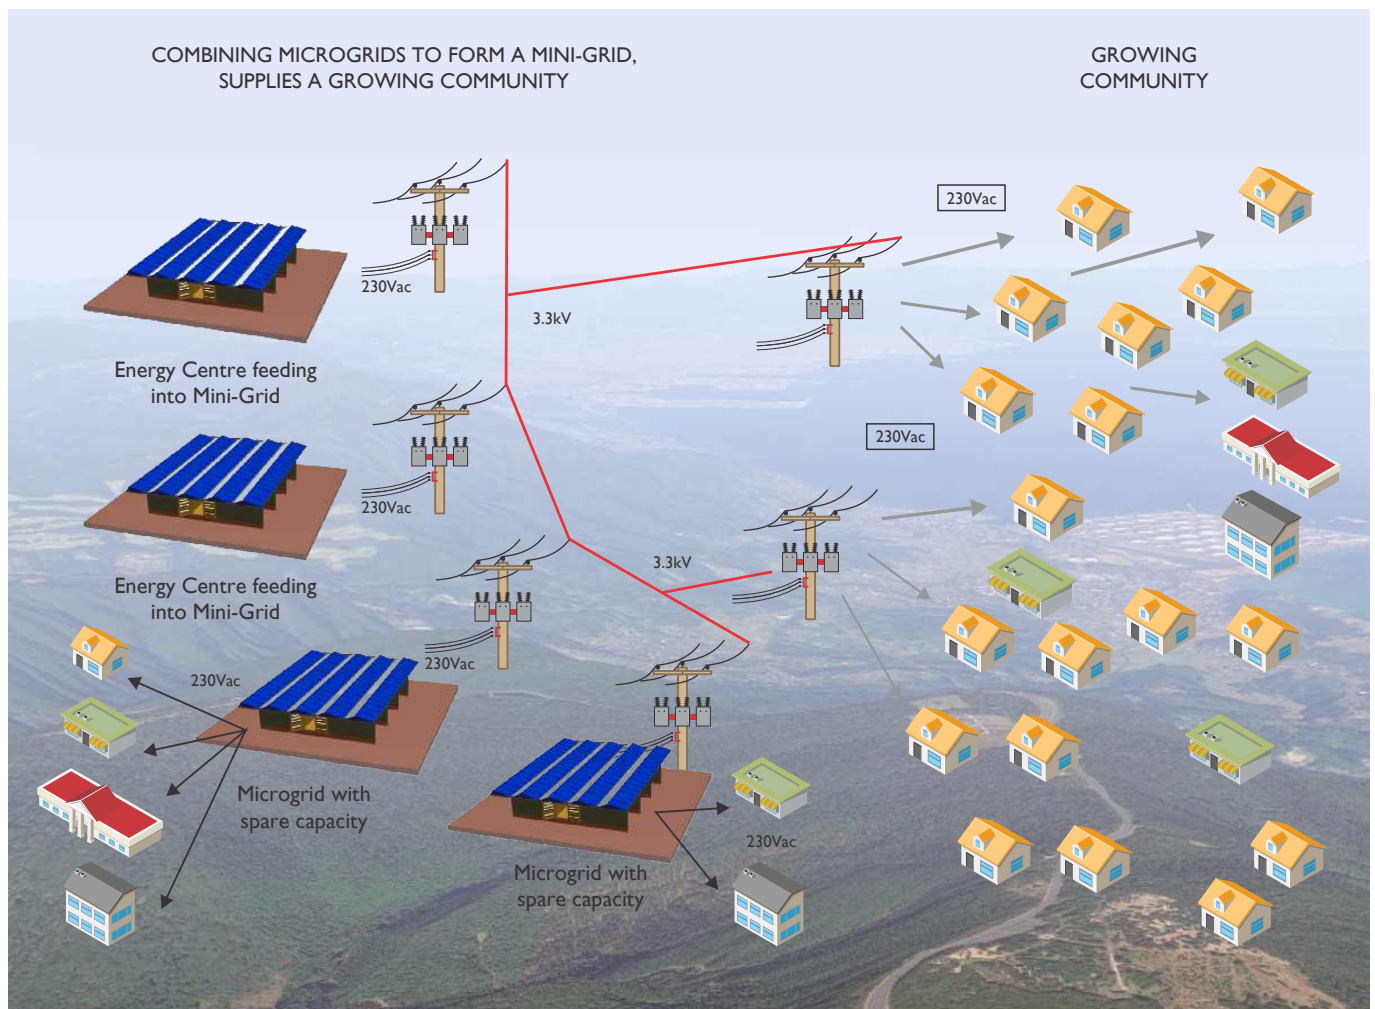 COMBINING MICROGRIDS TO FORM A MINI-GRID,
SUPPLIES A GROWING COMMUNITY
GROWING
COMMUNITY
230Vac
230Vac
3.3kV
Energy Centre feeding
into Mini-Grid
230Vac
230Vac
3.3kV
Energy Centre feeding
into Mini-Grid
230Vac
230Vac
Microgrid with
spare capacity
230Vac
Microgrid with
spare capacity